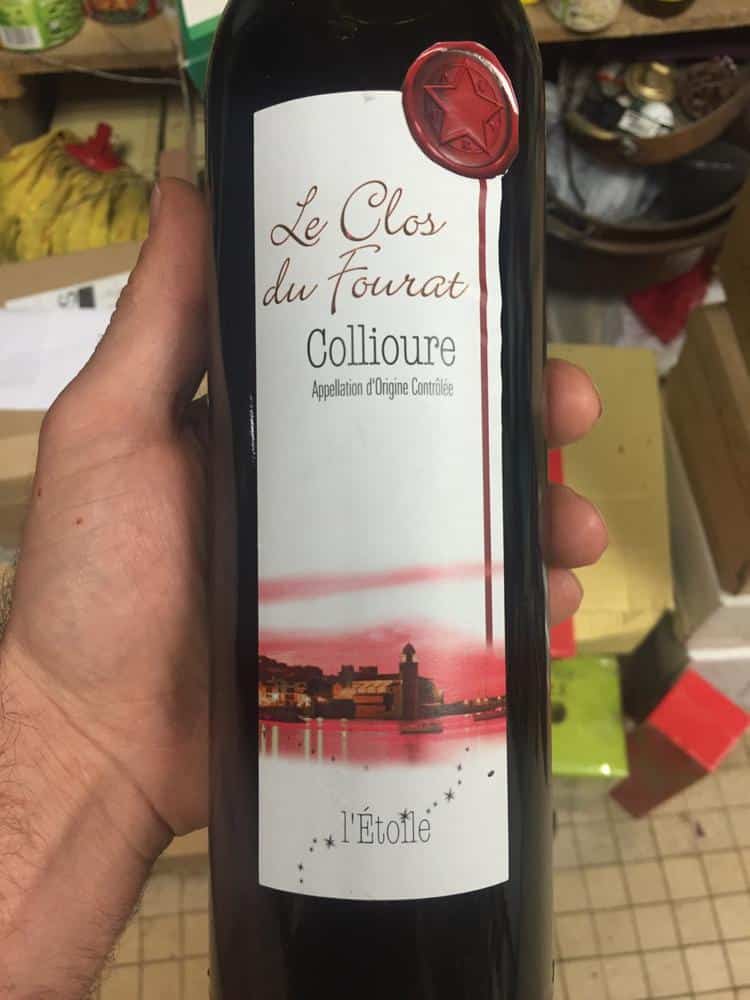 Le Clos
du Fourat
Collioure
Appellation d'Origine Contrôlée
l'Étoile